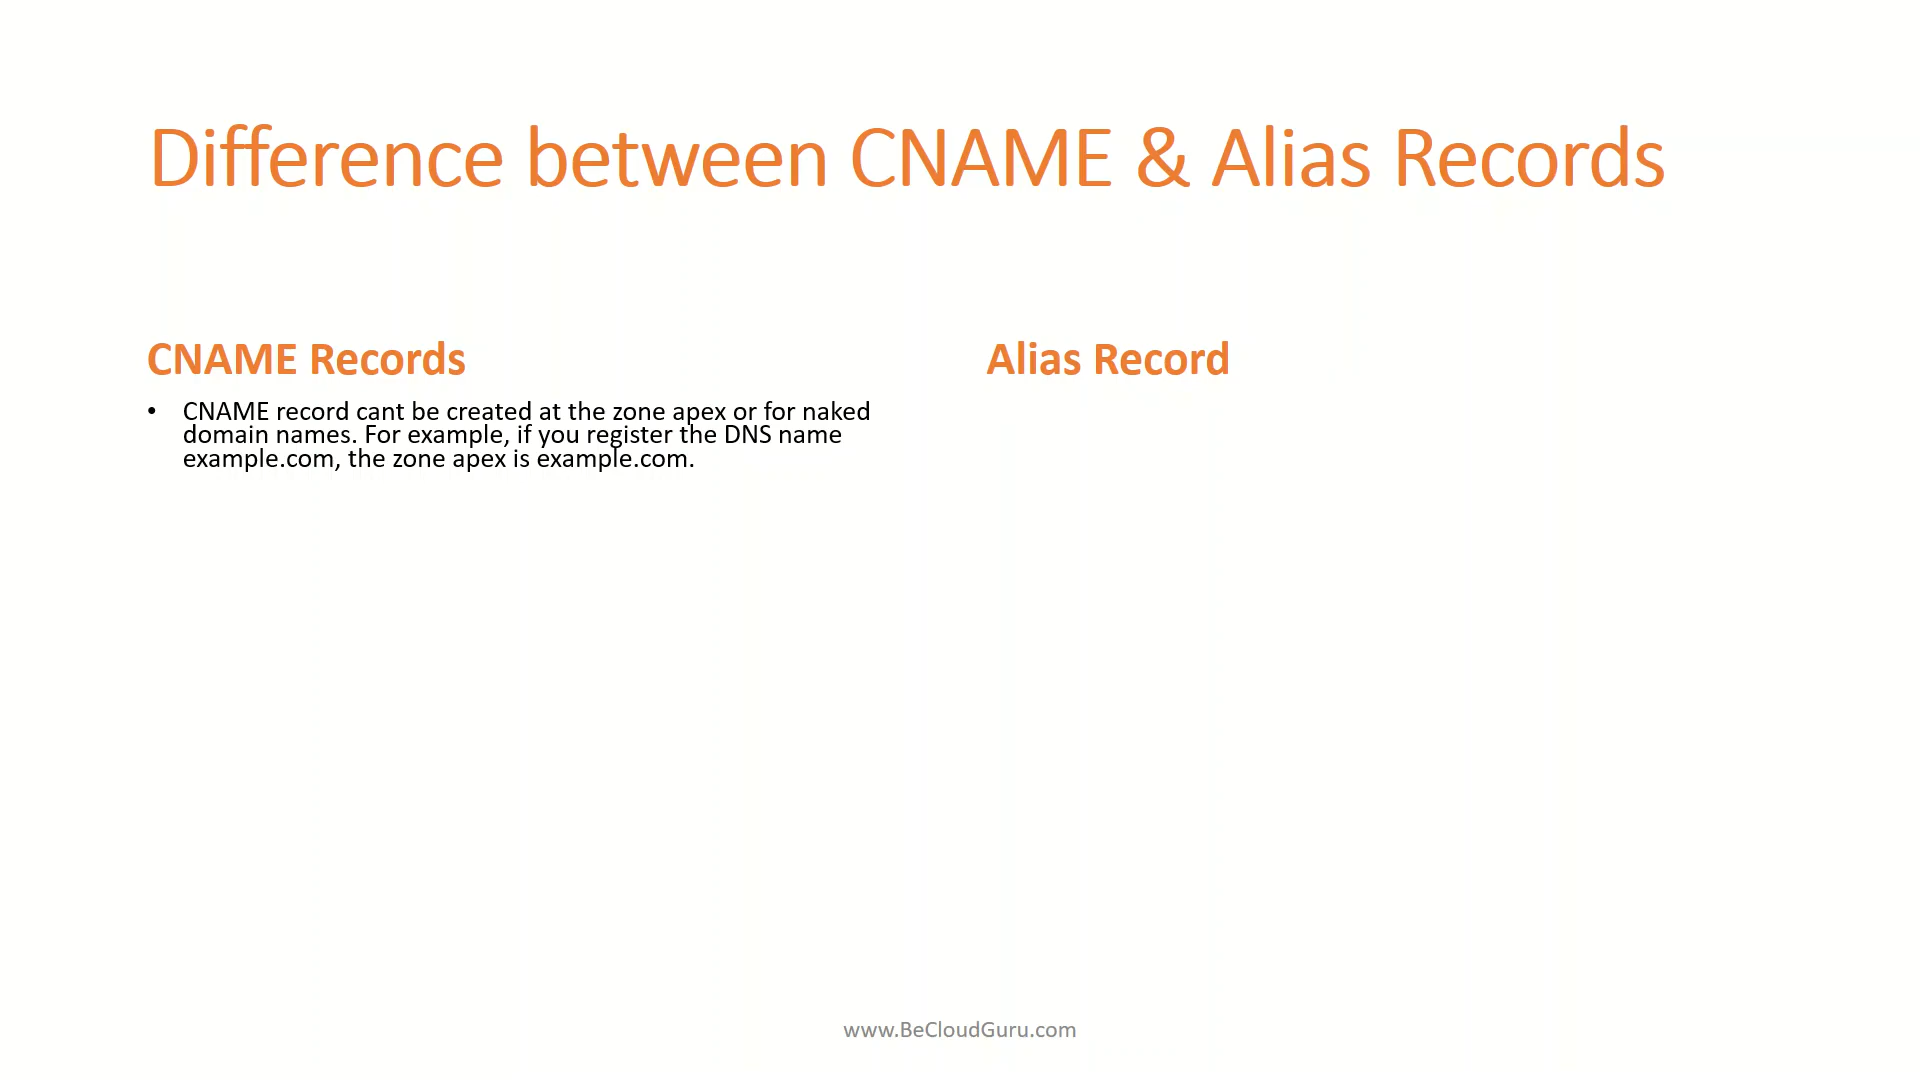 Difference between CNAME & Alias Records
CNAME Records
• CNAME record cant be created at the zone apex or for naked
domain names. For example, if you register the DNS name
example.com, the zone apex is example.com.
Alias Record
www.BeCloudGuru.com